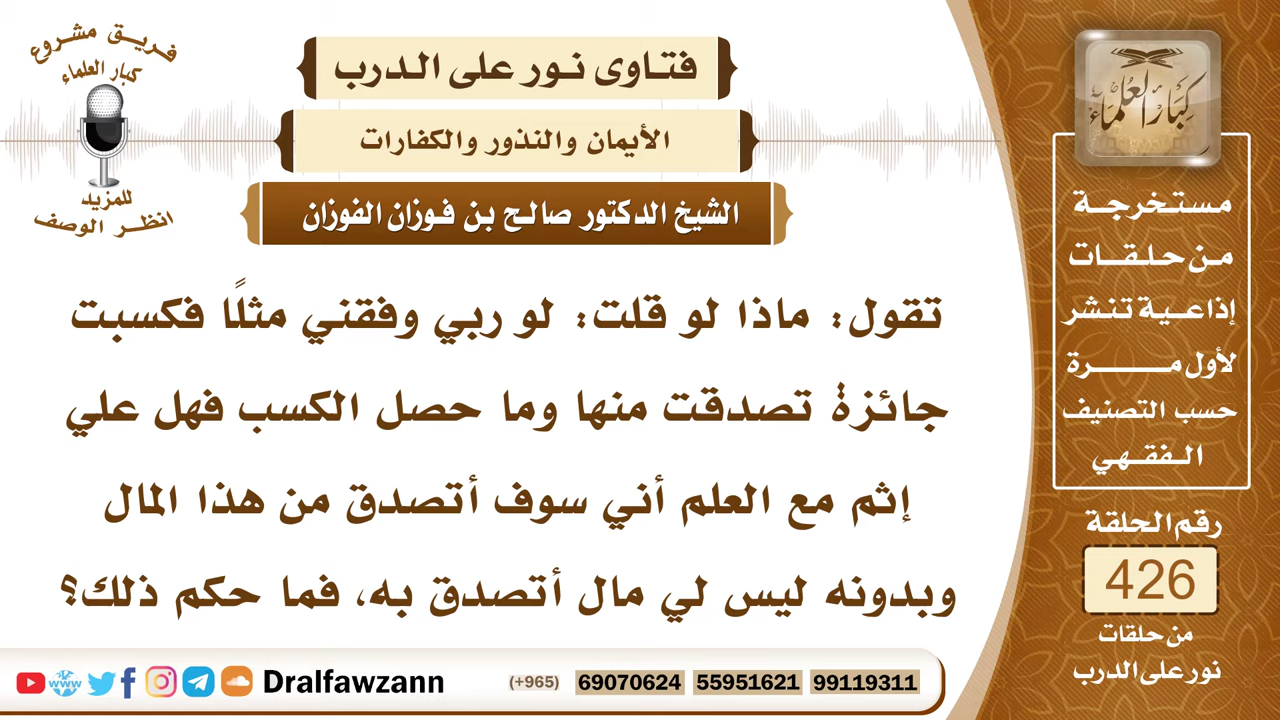 فريق مشروع
كبار العلماء
للمزيد
انظر الوصف
فتاوى نور على الدرب
الأيمان والنذور والكفارات
الشيخ الدكتور صالح بن فوزان الفوزان
تقول: ماذا لو قلت: لو ربي وفقني مثلًا فكسبت
جائزة تصدقت منها وما حصل الكسب فهل علي
إثم مع العلم أني سوف أتصدق من هذا المال
وبدونه ليس لي مال أتصدق به، فما حكم ذلك؟
كبار العلماء
مستخرجة
من حلقات
إذاعية تنشر
لأول مرة
حسب التصنيف
الفقهي
رقم الحلقة
426
من حلقات
نور على الدرب
www Dralfawzann (+965) 69070624 55951621 99119311